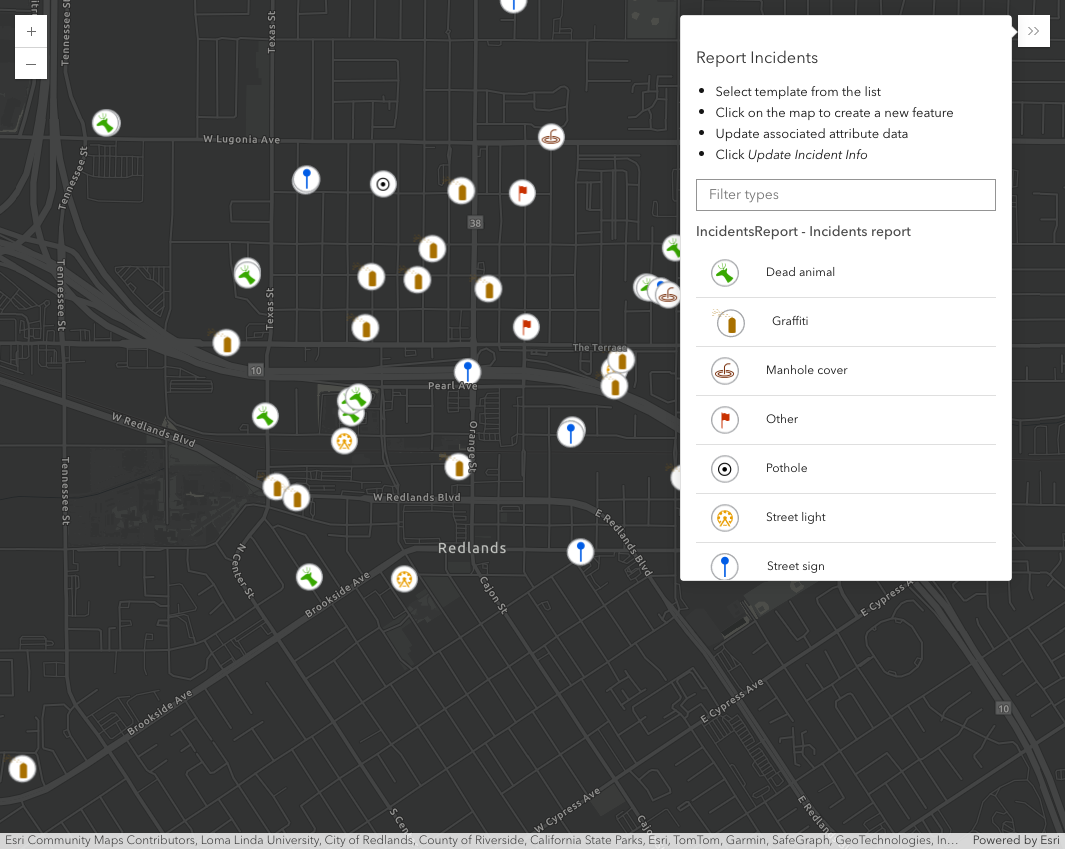 +
−
Tennessee St
Texas St
W Lugonia Ave
Tennessee St
38
Tennessee St
Texas St
10
The Terrace
Pearl Ave
W Redlands Blvd
Orange St
Tennessee St
W Redlands Blvd
E Redlands Blvd
Redlands
N Center St
Brookside Ave
Cajon St
E Cypress A
E Cypress Ave
Brookside Ave
10
W Cypress Ave
S Cen
Cajo
E Redlan
Report Incidents
• Select template from the list
• Click on the map to create a new feature
• Update associated attribute data
• Click Update Incident Info
Filter types
IncidentsReport - Incidents report
Dead animal
Graffiti
Manhole cover
Other
Pothole
Street light
Street sign
Esri Community Maps Contributors, Loma Linda University, City of Redlands, County of Riverside, California State Parks, Esri, TomTom, Garmin, SafeGraph, GeoTechnologies, In… Powered by Esri